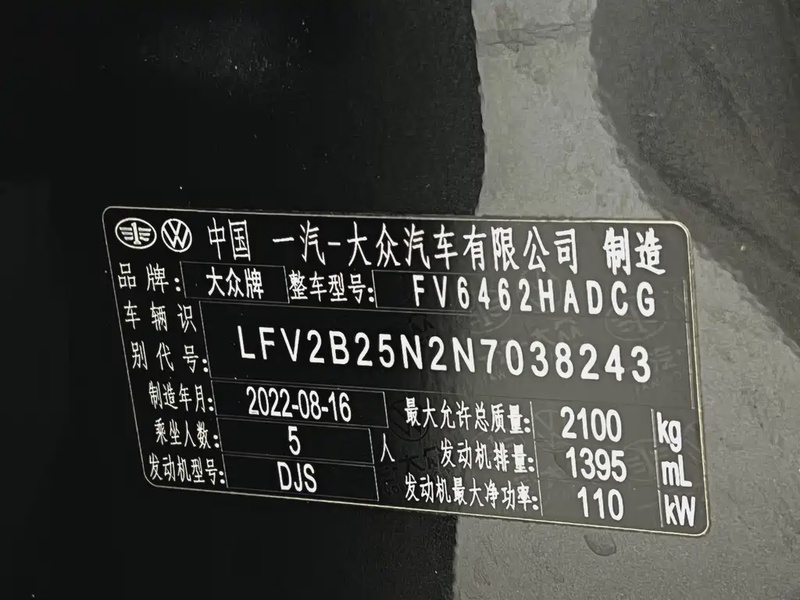 中国 一汽-大众汽车有限公司 制造
品牌: 大众牌 整车型号: FV6462HADCG
车辆识
别代号: LFV2B25N2N7038243
制造年月: 2022-08-16 最大允许总质量: 2100 kg
乘坐人数: 5 人 发动机排量: 1395 mL
发动机型号: DJS 发动机最大净功率: 110 kW